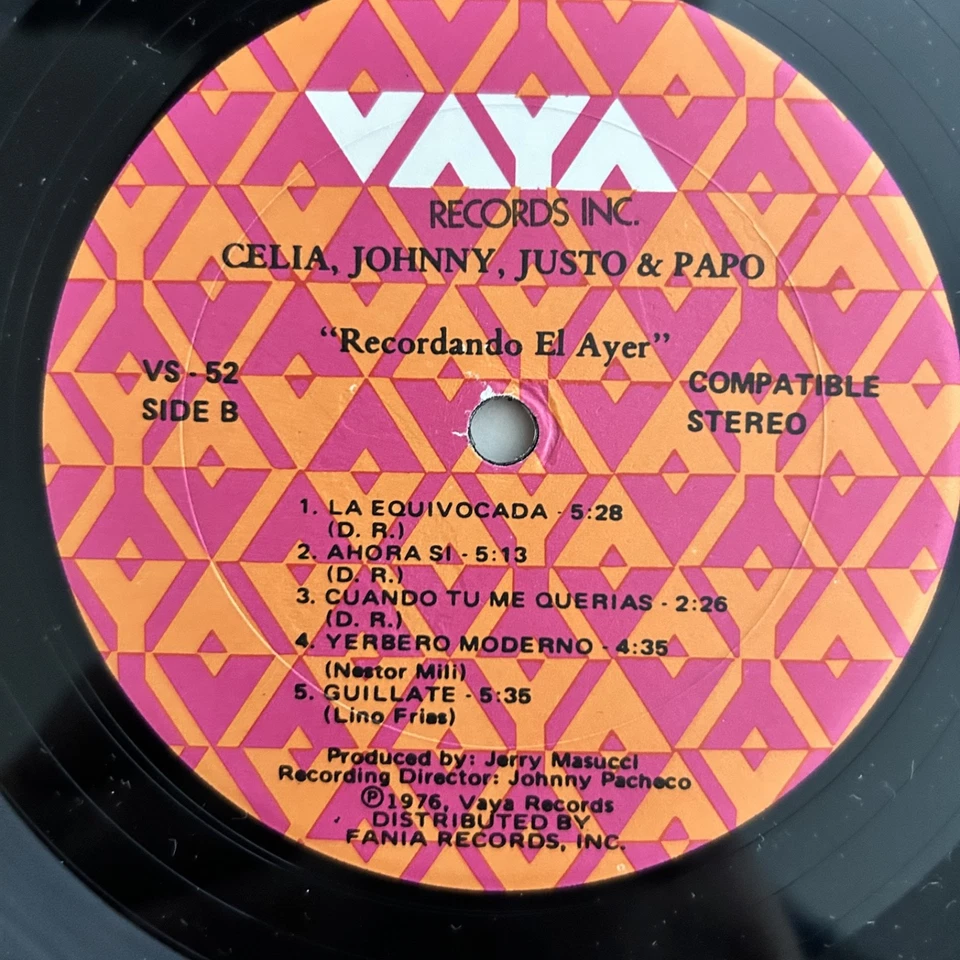 VAYA
RECORDS INC.
CELIA, JOHNNY, JUSTO & PAPO
“Recordando El Ayer”
VS - 52
SIDE B
COMPATIBLE
STEREO
1. LA EQUIVOCADA - 5:28
(D. R.)
2. AHORA SI - 5:13
(D. R.)
3. CUANDO TU ME QUERIAS - 2:26
(D. R.)
4. YERBERO MODERNO - 4:35
(Nestor Mili)
5. GUILLATE - 5:35
(Lino Frias)
Produced by: Jerry Masucci
Recording Director: Johnny Pacheco
Ⓟ1976, Vaya Records
DISTRIBUTED BY
FANIA RECORDS, INC.